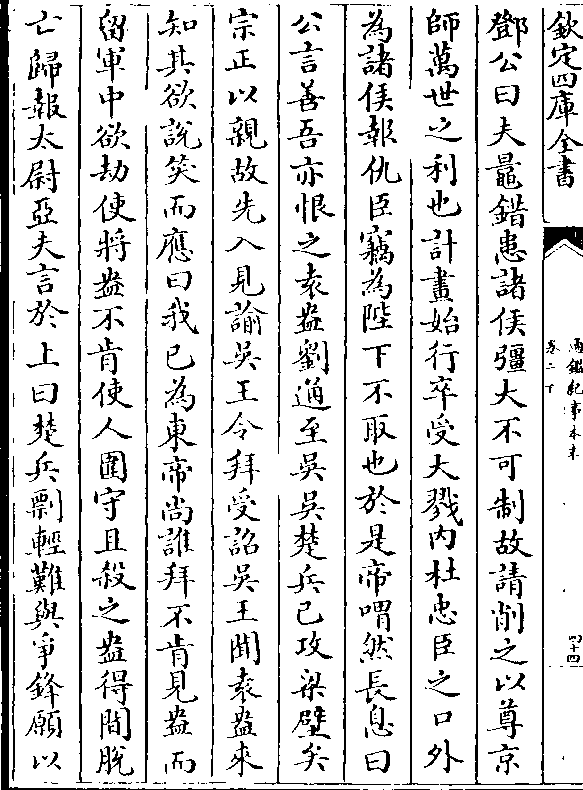 欽定四庫全書
通鑑紀事本末
卷二下
四十四
鄧公曰夫鼂錯患諸侯彊大不可制故請削之以尊京
師萬世之利也計畫始行卒受大戮内杜忠臣之口外
為諸侯報仇臣竊為陛下不取也於是帝喟然長息曰
公言善吾亦恨之袁盎劉通至吳吳楚兵已攻梁壁矣
宗正以親故先入見諭吳王令拜受詔吳王聞袁盎來
知其欲說笑而應曰我已為東帝尚誰拜不肯見盎而
留軍中欲劫使將盎不肯使人圍守且殺之盎得間脫
亡歸報太尉亞夫言於上曰楚兵剽輕難與爭鋒願以